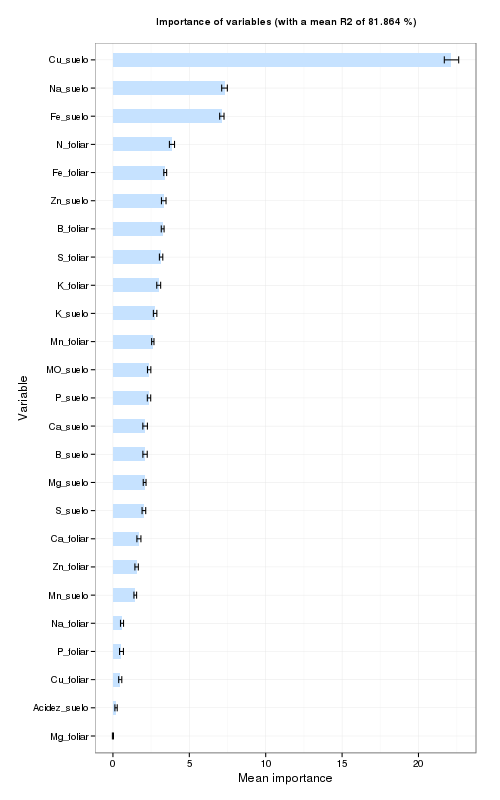 Importance of variables (with a mean R2 of 81.864 %)
Cu_suelo
Na_suelo
Fe_suelo
N_foliar
Fe_foliar
Zn_suelo
B_foliar
S_foliar
K_foliar
K_suelo
Mn_foliar
MO_suelo
P_suelo
Ca_suelo
B_suelo
Mg_suelo
S_suelo
Ca_foliar
Zn_foliar
Mn_suelo
Na_foliar
P_foliar
Cu_foliar
Acidez_suelo
Mg_foliar
Variable
0 5 10 15 20
Mean importance